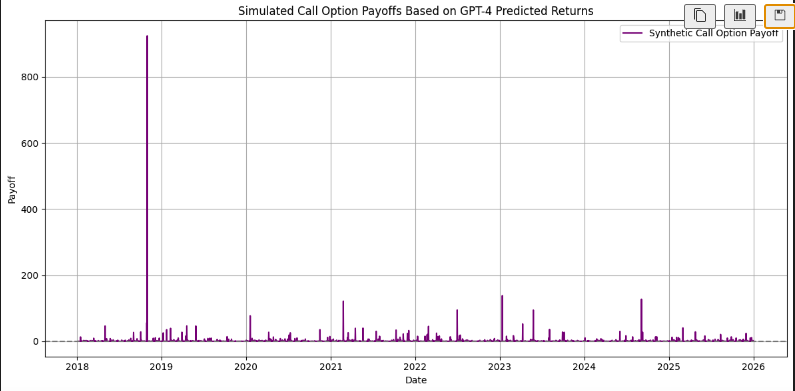 Simulated Call Option Payoffs Based on GPT-4 Predicted Returns
Synthetic Call Option Payoff
800
600
400
200
0
Payoff
2018 2019 2020 2021 2022 2023 2024 2025 2026
Date